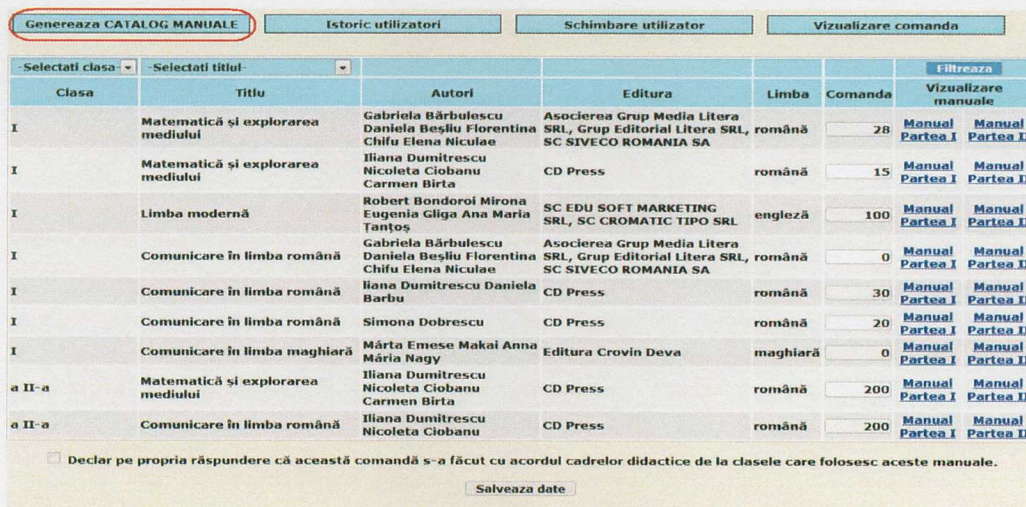 Genereaza CATALOG MANUALE Istoric utilizatori Schimbare utilizator Vizualizare comanda
-Selectati clasa- -Selectati titlul- Filtreaza
Clasa Titlu Autori Editura Limba Comanda Vizualizare manuale
I Matematică și explorarea mediului Gabriela Bărbulescu Daniela Beșliu Florentina Chifu Elena Niculae Asocierea Grup Media Litera SRL, Grup Editorial Litera SRL, SC SIVECO ROMANIA SA română 28 Manual Partea I Manual Partea II
I Matematică și explorarea mediului Iliana Dumitrescu Nicoleta Ciobanu Carmen Birta CD Press română 15 Manual Partea I Manual Partea II
I Limba modernă Robert Bondoroi Mirona Eugenia Gliga Ana Maria Țanțoș SC EDU SOFT MARKETING SRL, SC CROMATIC TIPO SRL engleză 100 Manual Partea I Manual Partea II
I Comunicare în limba română Gabriela Bărbulescu Daniela Beșliu Florentina Chifu Elena Niculae Asocierea Grup Media Litera SRL, Grup Editorial Litera SRL, SC SIVECO ROMANIA SA română 0 Manual Partea I Manual Partea II
I Comunicare în limba română liana Dumitrescu Daniela Barbu CD Press română 30 Manual Partea I Manual Partea II
I Comunicare în limba română Simona Dobrescu CD Press română 20 Manual Partea I Manual Partea II
I Comunicare în limba maghiară Márta Emese Makai Anna Mária Nagy Editura Crovin Deva maghiară 0 Manual Partea I Manual Partea II
a II-a Matematică și explorarea mediului Iliana Dumitrescu Nicoleta Ciobanu Carmen Birta CD Press română 200 Manual Partea I Manual Partea II
a II-a Comunicare în limba română Iliana Dumitrescu Nicoleta Ciobanu CD Press română 200 Manual Partea I Manual Partea II
Declar pe propria răspundere că această comandă s-a făcut cu acordul cadrelor didactice de la clasele care folosesc aceste manuale.
Salveaza date